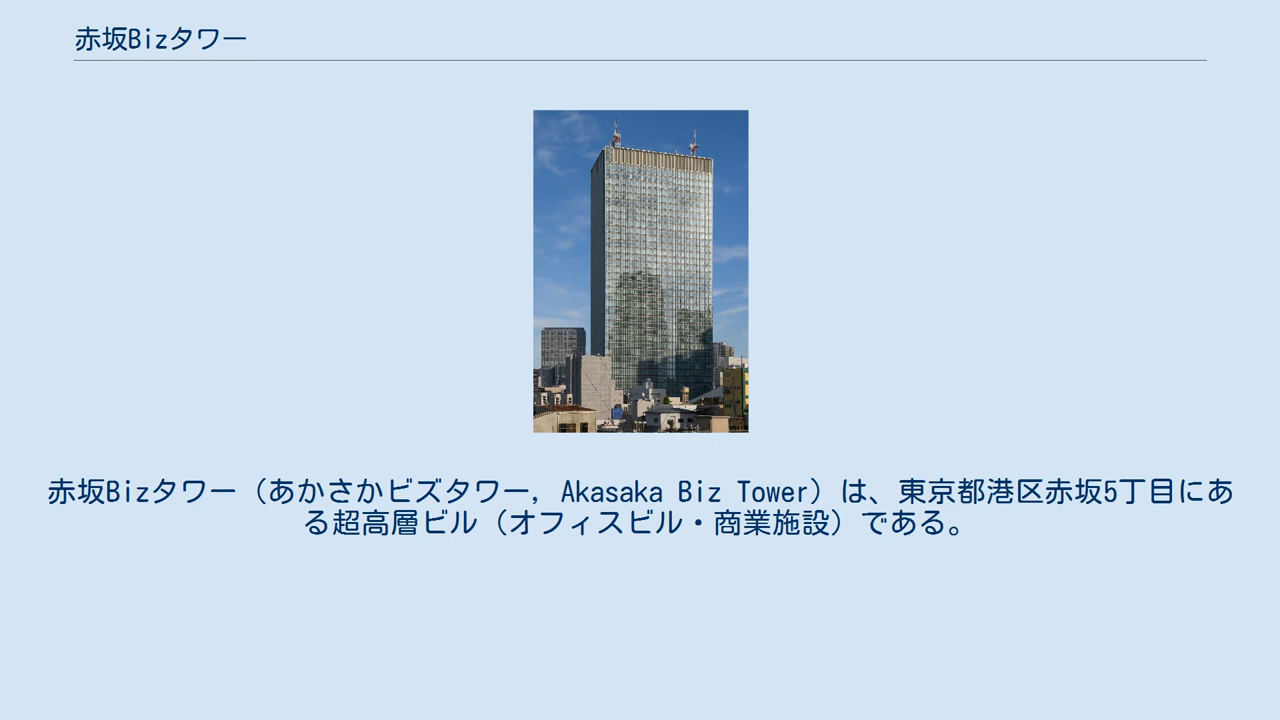 赤坂Bizタワー
赤坂Bizタワー（あかさかビズタワー, Akasaka Biz Tower）は、東京都港区赤坂5丁目にあ
る超高層ビル（オフィスビル・商業施設）である。